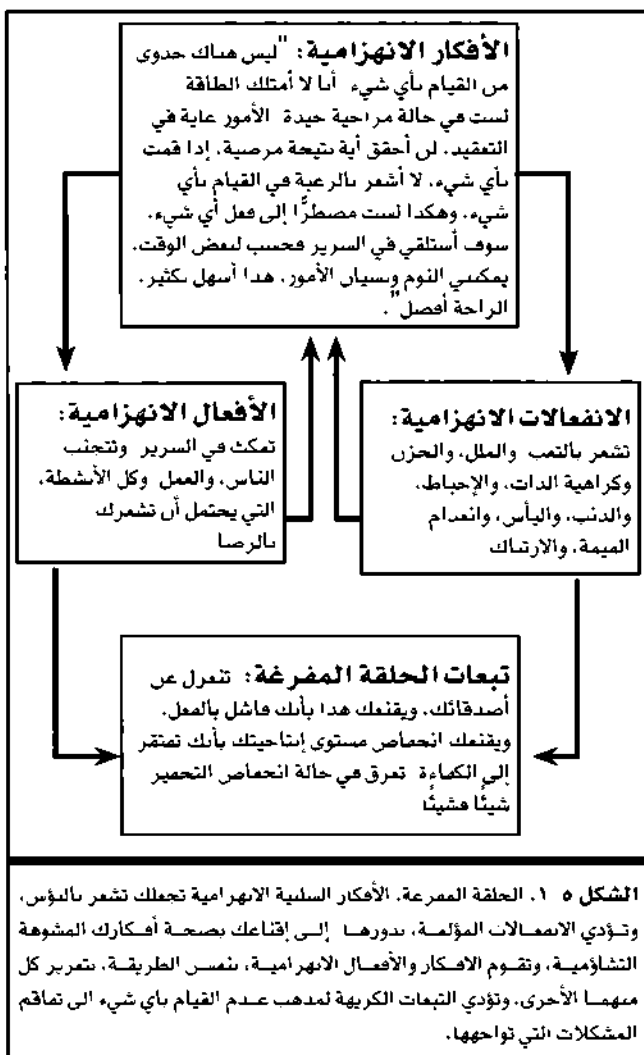 الأفكار الانهزامية: "ليس هناك جدوى
من القيام بأي شيء أنا لا أمتلك الطاقة
لست في حالة مزاجية جيدة الأمور غاية في
التعقيد. لن أحقق أية نتيجة مرضية. إذا قمت
بأي شيء، لا أشعر بالرغبة في القيام بأي
شيء. وهكذا لست مضطرًّا إلى فعل أي شيء.
سوف أستلقي في السرير فحسب لبعض الوقت.
يمكنني النوم ونسيان الأمور. هذا أسهل بكثير.
الراحة أفضل".
الانفعالات الانهزامية:
تشعر بالتعب والملل، والحزن
وكراهية الذات، والإحباط،
والذنب، واليأس، وانعدام
القيمة، والارتباك
الأفعال الانهزامية:
تمكث في السرير وتتجنب
الناس، والعمل وكل الأنشطة،
التي يحتمل أن تشعرك
بالرضا
تبعات الحلقة المفرغة: تنعزل عن
أصدقائك. ويقنعك هذا بأنك فاشل بالفعل.
ويقنعك انخفاض مستوى إنتاجيتك بأنك تفتقر
إلى الكفاءة تغرق في حالة انخفاض التحفيز
شيئًا فشيئًا
الشكل ٥ ١. الحلقة المفرغة. الأفكار السلبية الانهزامية تجعلك تشعر بالبؤس،
وتؤدي الانفعالات المؤلمة، بدورها إلى إقناعك بصحة أفكارك المشوهة
التشاؤمية، وتقوم الأفكار والأفعال الانهزامية، بنفس الطريقة، بتعزيز كل
منهما الأخرى. وتؤدي التبعات الكريهة لمذهب عدم القيام بأي شيء الى تفاقم
المشكلات التي تواجهها.